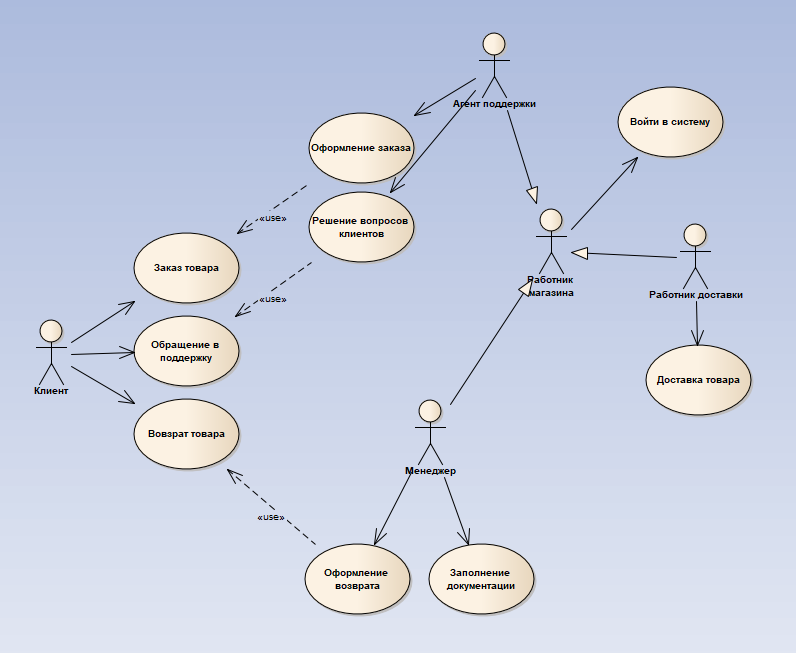 Агент поддержки
Войти в систему
Оформление заказа
«use»
Решение вопросов
клиентов
Заказ товара
Работник
магазина
Работник доставки
«use»
Обращение в
поддержку
Клиент
Доставка товара
Вовзрат товара
Менеджер
«use»
Оформление
возврата
Заполнение
документации